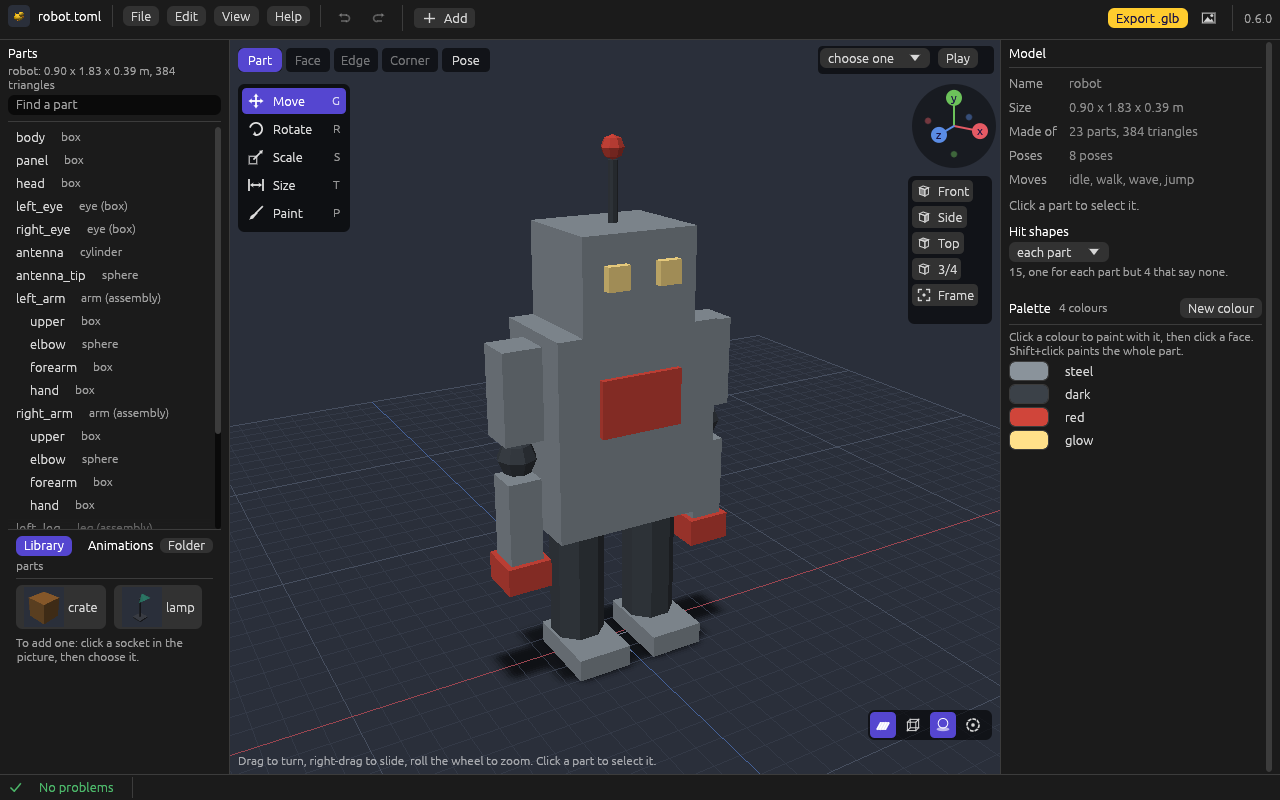 robot.toml File Edit View Help Add Export .glb 0.6.0
Parts
robot: 0.90 x 1.83 x 0.39 m, 384
triangles
Find a part
body box
panel box
head box
left_eye eye (box)
right_eye eye (box)
antenna cylinder
antenna_tip sphere
left_arm arm (assembly)
upper box
elbow sphere
forearm box
hand box
right_arm arm (assembly)
upper box
elbow sphere
forearm box
hand box
left_leg leg (assembly)
Library Animations Folder
parts
crate lamp
To add one: click a socket in the
picture, then choose it.
Part Face Edge Corner Pose
Move G
Rotate R
Scale S
Size T
Paint P
choose one Play
y
z x
Front
Side
Top
3/4
Frame
Drag to turn, right-drag to slide, roll the wheel to zoom. Click a part to select it.
Model
Name robot
Size 0.90 x 1.83 x 0.39 m
Made of 23 parts, 384 triangles
Poses 8 poses
Moves idle, walk, wave, jump
Click a part to select it.
Hit shapes
each part
15, one for each part but 4 that say none.
Palette 4 colours New colour
Click a colour to paint with it, then click a face.
Shift+click paints the whole part.
steel
dark
red
glow
No problems